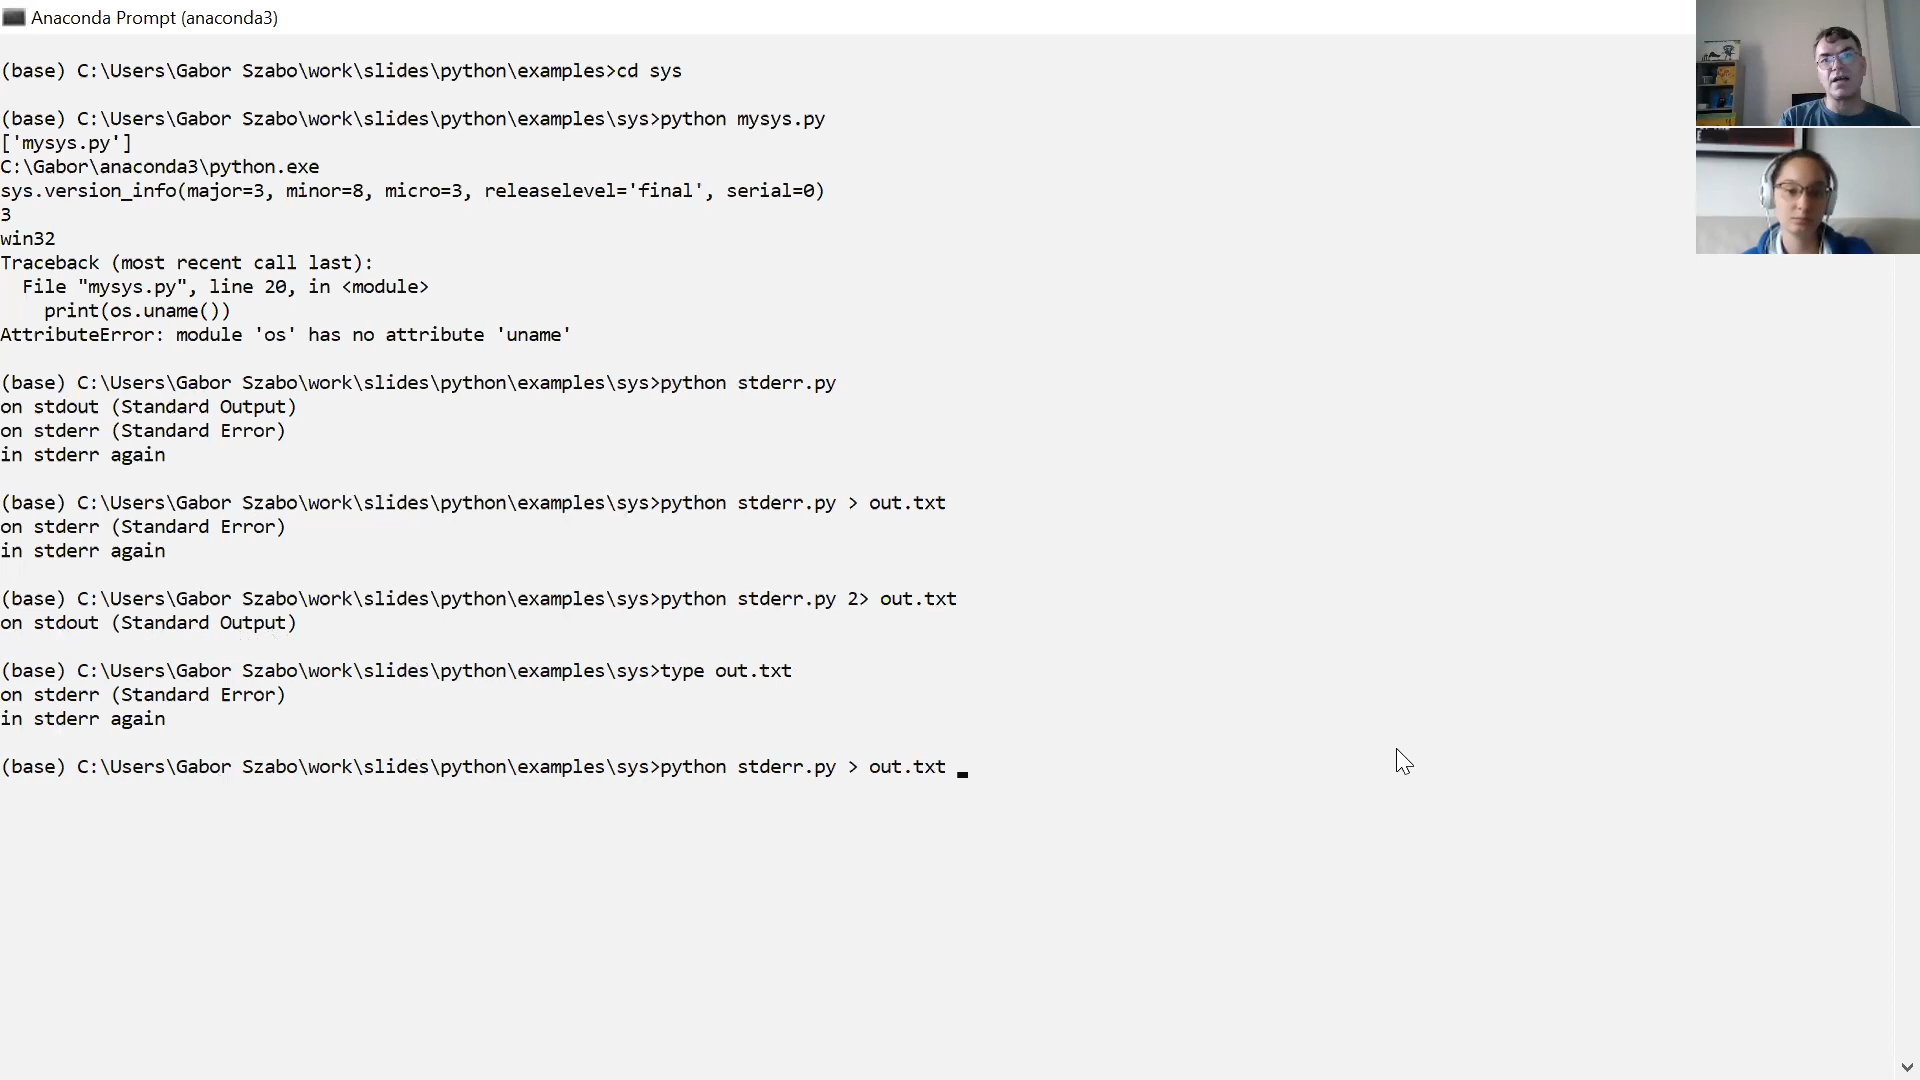 Anaconda Prompt (anaconda3)
(base) C:\Users\Gabor Szabo\work\slides\python\examples>cd sys
(base) C:\Users\Gabor Szabo\work\slides\python\examples\sys>python mysys.py
['mysys.py']
C:\Gabor\anaconda3\python.exe
sys.version_info(major=3, minor=8, micro=3, releaselevel='final', serial=0)
3
win32
Traceback (most recent call last):
  File "mysys.py", line 20, in <module>
    print(os.uname())
AttributeError: module 'os' has no attribute 'uname'
(base) C:\Users\Gabor Szabo\work\slides\python\examples\sys>python stderr.py
on stdout (Standard Output)
on stderr (Standard Error)
in stderr again
(base) C:\Users\Gabor Szabo\work\slides\python\examples\sys>python stderr.py > out.txt
on stderr (Standard Error)
in stderr again
(base) C:\Users\Gabor Szabo\work\slides\python\examples\sys>python stderr.py 2> out.txt
on stdout (Standard Output)
(base) C:\Users\Gabor Szabo\work\slides\python\examples\sys>type out.txt
on stderr (Standard Error)
in stderr again
(base) C:\Users\Gabor Szabo\work\slides\python\examples\sys>python stderr.py > out.txt